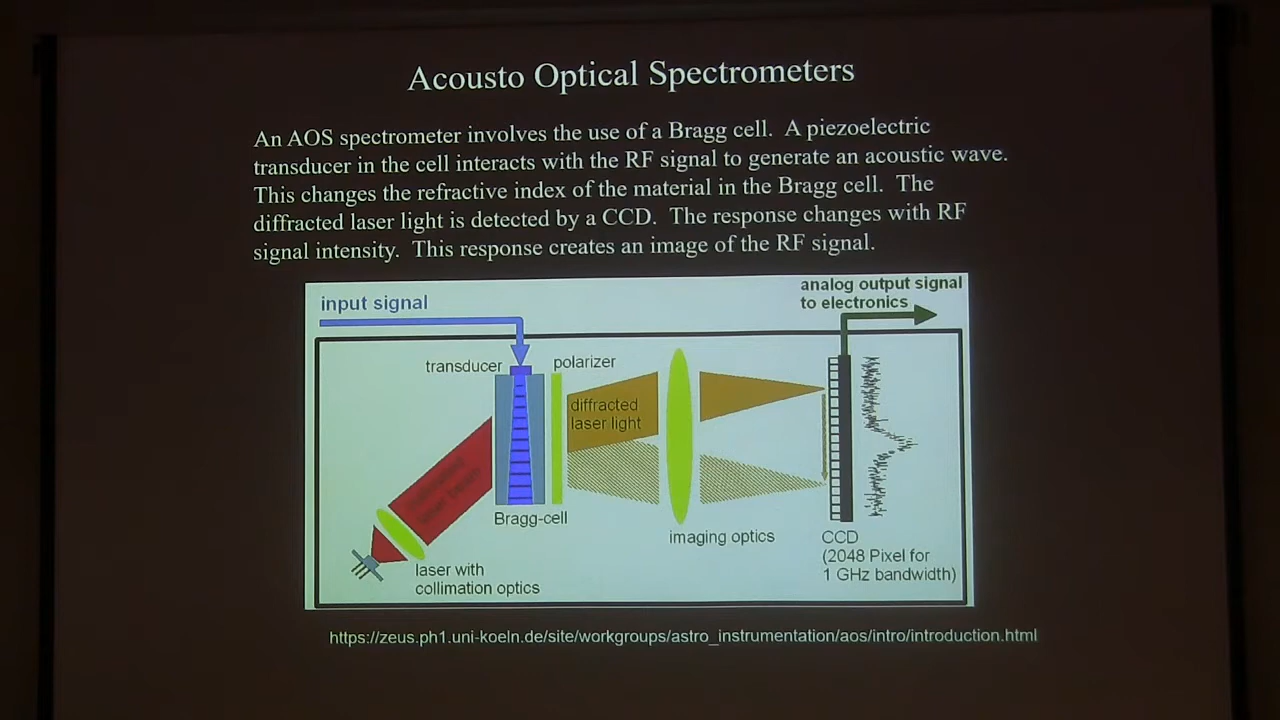 Acousto Optical Spectrometers
An AOS spectrometer involves the use of a Bragg cell. A piezoelectric
transducer in the cell interacts with the RF signal to generate an acoustic wave.
This changes the refractive index of the material in the Bragg cell. The
diffracted laser light is detected by a CCD. The response changes with RF
signal intensity. This response creates an image of the RF signal.
input signal
analog output signal
to electronics
transducer
polarizer
diffracted
laser light
Bragg-cell
imaging optics
laser with
collimation optics
CCD
(2048 Pixel for
1 GHz bandwidth)
https://zeus.ph1.uni-koeln.de/site/workgroups/astro_instrumentation/aos/intro/introduction.html